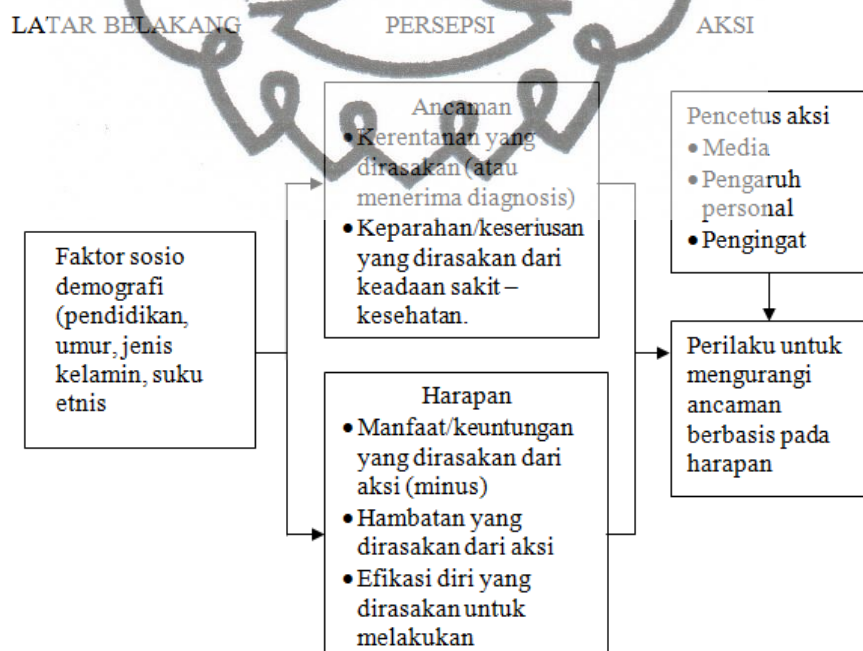 LATAR BELAKANG
PERSEPSI
AKSI
Ancaman
• Kerentanan yang
dirasakan (atau
menerima diagnosis)
• Keparahan/keseriusan
yang dirasakan dari
keadaan sakit –
kesehatan.
Pencetus aksi
• Media
• Pengaruh
personal
• Pengingat
Faktor sosio
demografi
(pendidikan,
umur, jenis
kelamin, suku
etnis
Perilaku untuk
mengurangi
ancaman
berbasis pada
harapan
Harapan
• Manfaat/keuntungan
yang dirasakan dari
aksi (minus)
• Hambatan yang
dirasakan dari aksi
• Efikasi diri yang
dirasakan untuk
melakukan